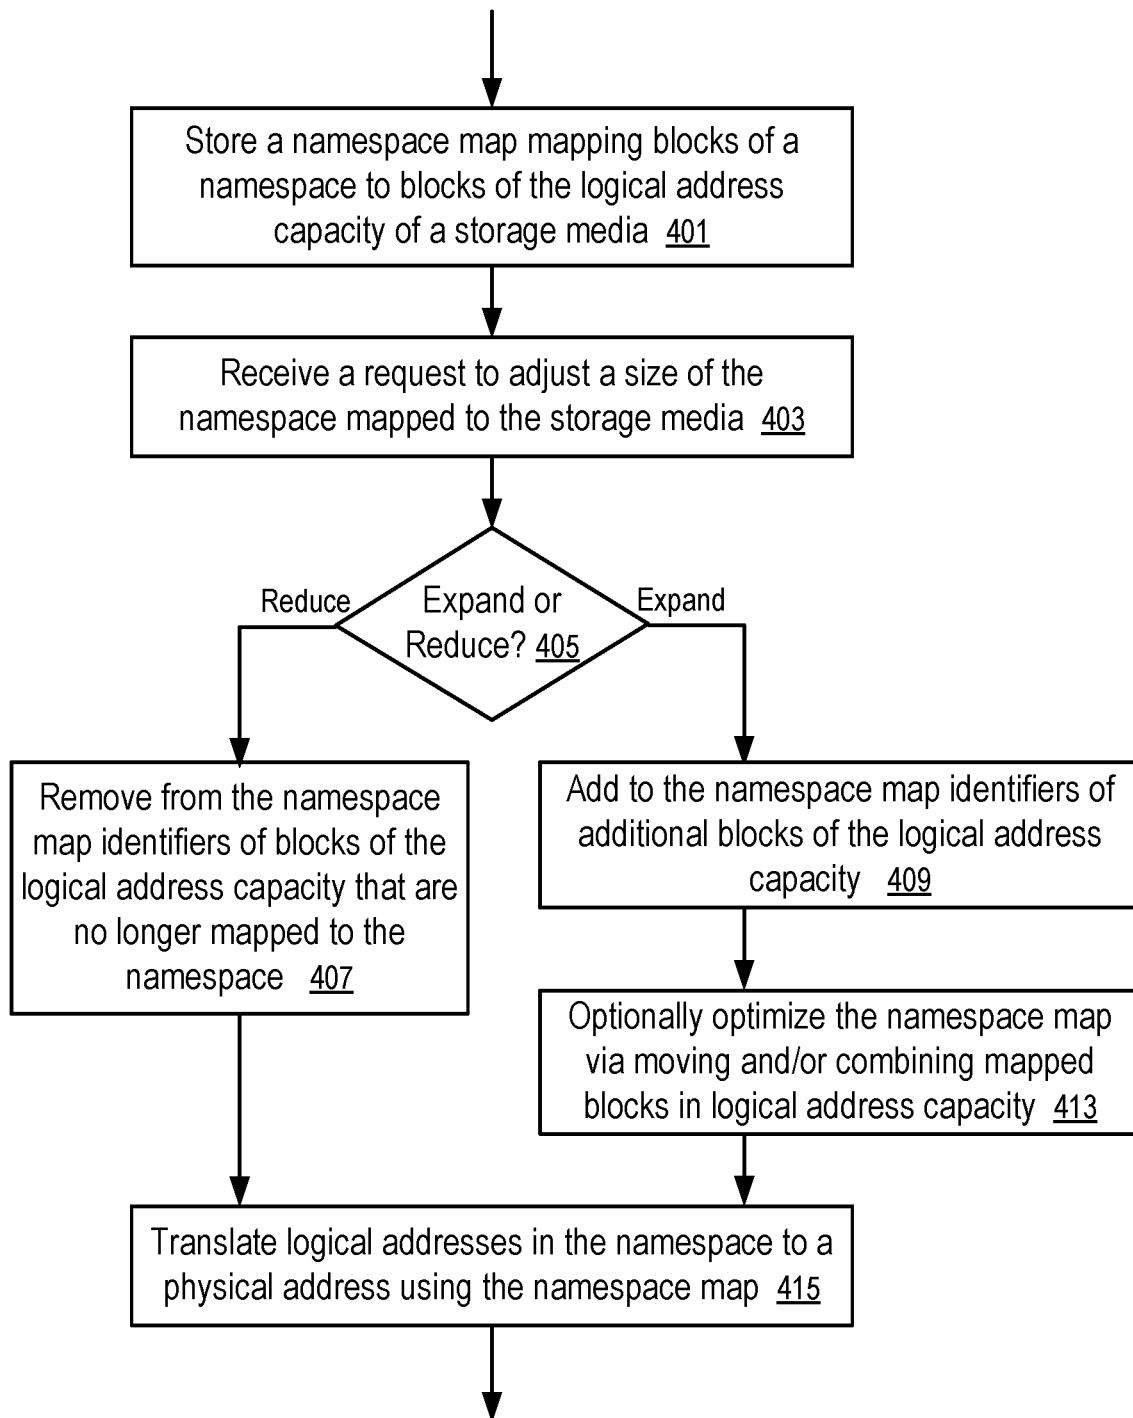 Store a namespace map mapping blocks of a
namespace to blocks of the logical address
capacity of a storage media 401
Receive a request to adjust a size of the
namespace mapped to the storage media 403
Reduce
Expand or
Reduce? 405
Expand
Remove from the namespace
map identifiers of blocks of the
logical address capacity that are
no longer mapped to the
namespace 407
Add to the namespace map identifiers of
additional blocks of the logical address
capacity 409
Optionally optimize the namespace map
via moving and/or combining mapped
blocks in logical address capacity 413
Translate logical addresses in the namespace to a
physical address using the namespace map 415